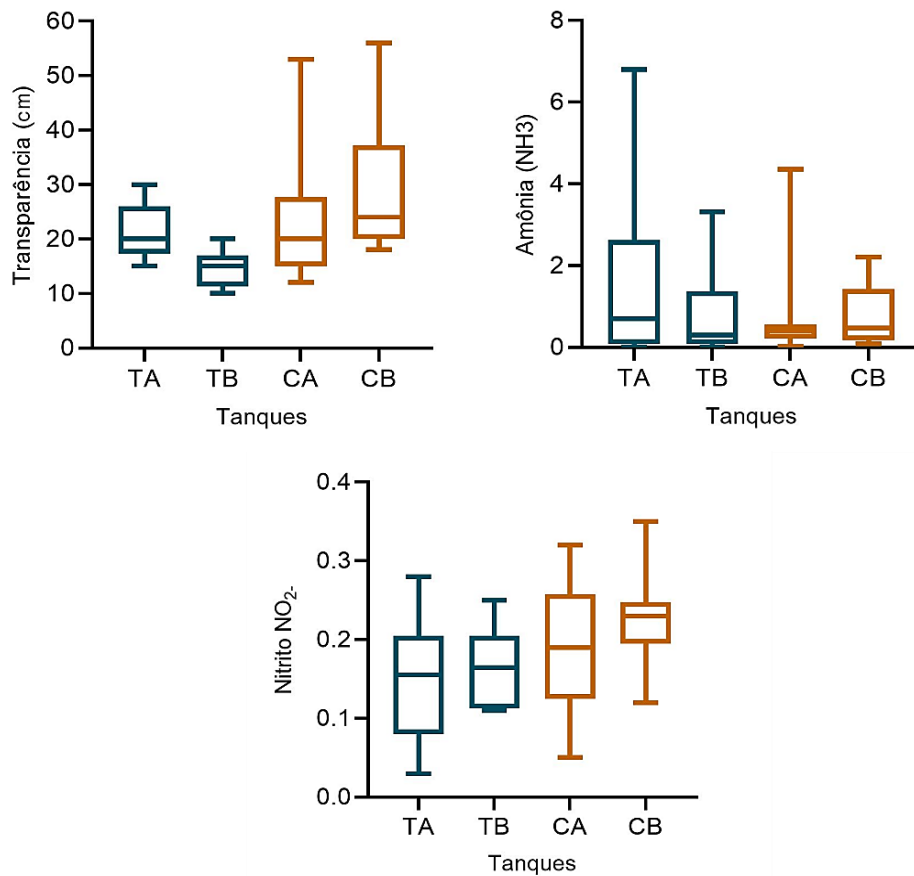 Transparência (cm)
60
50
40
30
20
10
0
TA TB CA CB
Tanques
Amônia (NH3)
8
6
4
2
0
TA TB CA CB
Tanques
Nitrito NO2-
0.4
0.3
0.2
0.1
0.0
TA TB CA CB
Tanques